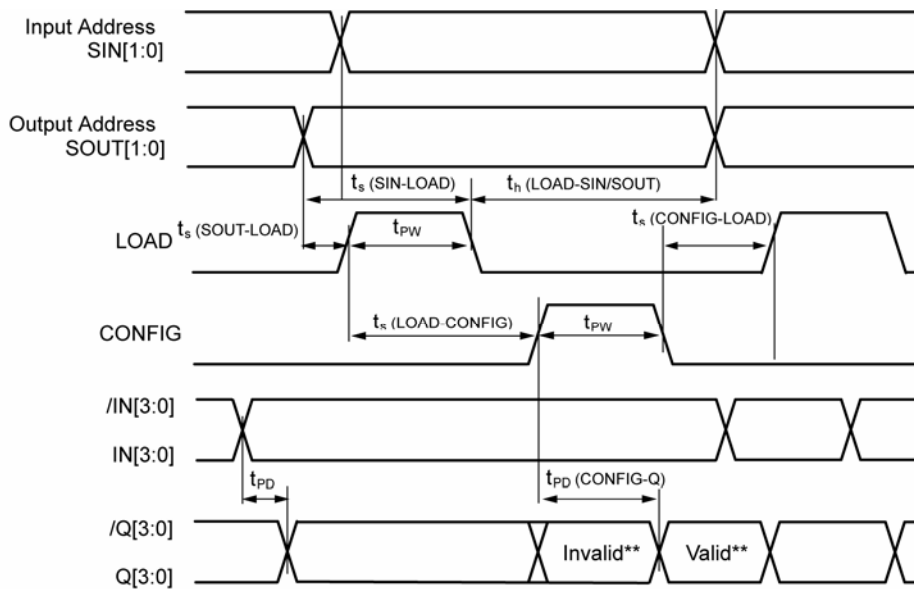 Input Address
SIN[1:0]
Output Address
SOUT[1:0]
ts (SIN-LOAD)
th (LOAD-SIN/SOUT)
ts (SOUT-LOAD)
LOAD
tPW
ts (CONFIG-LOAD)
CONFIG
ts (LOAD-CONFIG)
tPW
/IN[3:0]
IN[3:0]
tPD
tPD (CONFIG-Q)
/Q[3:0]
Invalid**
Valid**
Q[3:0]